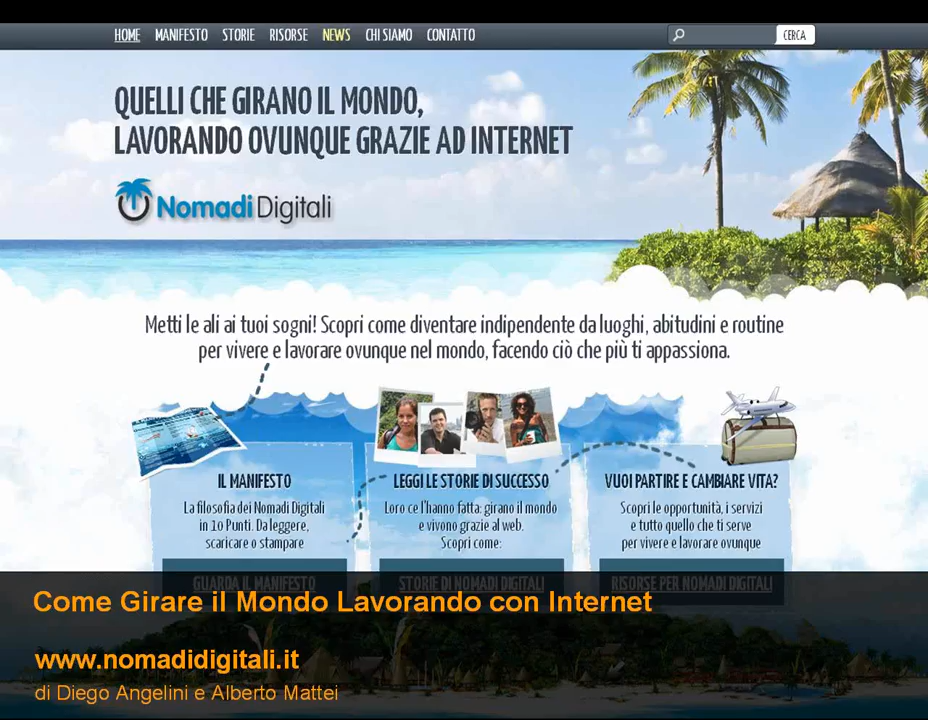 HOME MANIFESTO STORIE RISORSE NEWS CHI SIAMO CONTATTO CERCA
QUELLI CHE GIRANO IL MONDO,
LAVORANDO OVUNQUE GRAZIE AD INTERNET
Nomadi Digitali
Metti le ali ai tuoi sogni! Scopri come diventare indipendente da luoghi, abitudini e routine
per vivere e lavorare ovunque nel mondo, facendo ciò che più ti appassiona.
IL MANIFESTO
La filosofia dei Nomadi Digitali
in 10 Punti. Da leggere,
scaricare o stampare
GUARDA IL MANIFESTO
LEGGI LE STORIE DI SUCCESSO
Loro ce l'hanno fatta: girano il mondo
e vivono grazie al web.
Scopri come:
STORIE DI NOMADI DIGITALI
VUOI PARTIRE E CAMBIARE VITA?
Scopri le opportunità, i servizi
e tutto quello che ti serve
per vivere e lavorare ovunque
RISORSE PER NOMADI DIGITALI
Come Girare il Mondo Lavorando con Internet
www.nomadidigitali.it
di Diego Angelini e Alberto Mattei